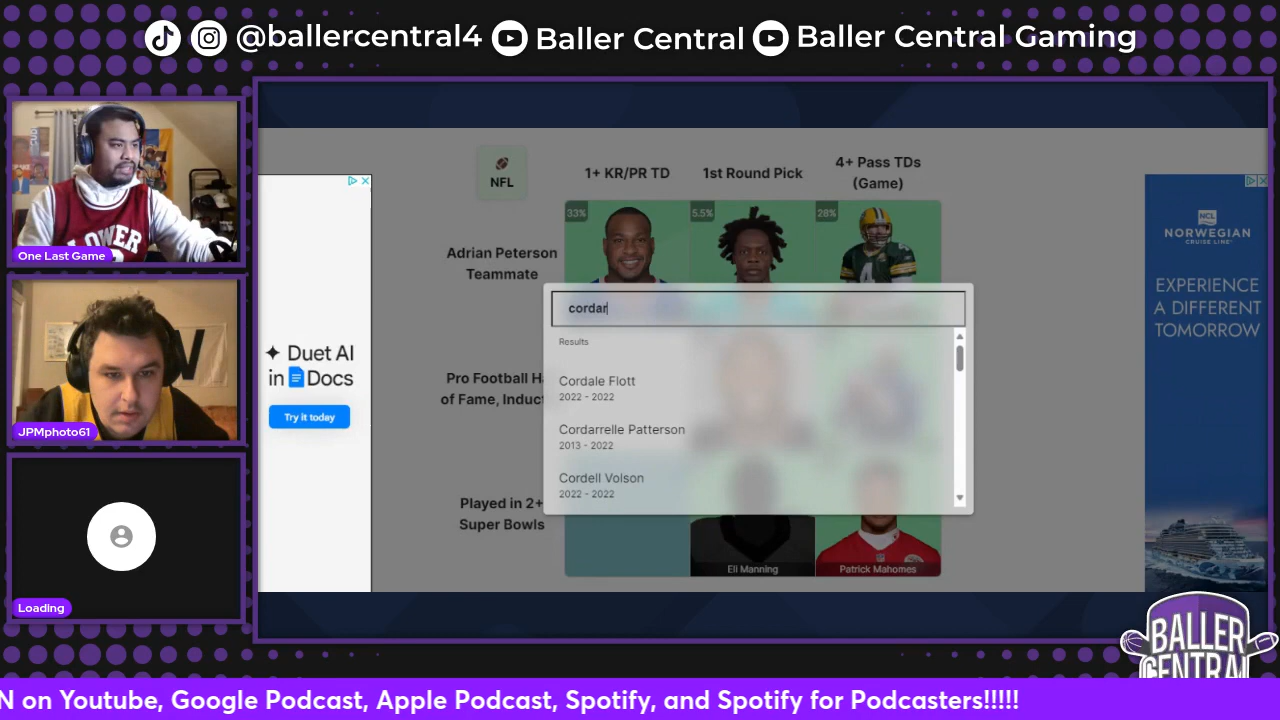 @ballercentral4 Baller Central Baller Central Gaming
One Last Game
JPMphoto61
Loading
LOWER
Duet AI
in Docs
Try it today
NFL
1+ KR/PR TD
1st Round Pick
4+ Pass TDs
(Game)
33%
5.5%
28%
Adrian Peterson
Teammate
cordar
Results
Cordale Flott
2022 - 2022
Cordarrelle Patterson
2013 - 2022
Cordell Volson
2022 - 2022
Pro Football H
of Fame, Induct
Played in 2+
Super Bowls
Eli Manning
Patrick Mahomes
NCL
NORWEGIAN
CRUISE LINE
EXPERIENCE
A DIFFERENT
TOMORROW
BALLER
CENTRAL
N on Youtube, Google Podcast, Apple Podcast, Spotify, and Spotify for Podcasters!!!!!